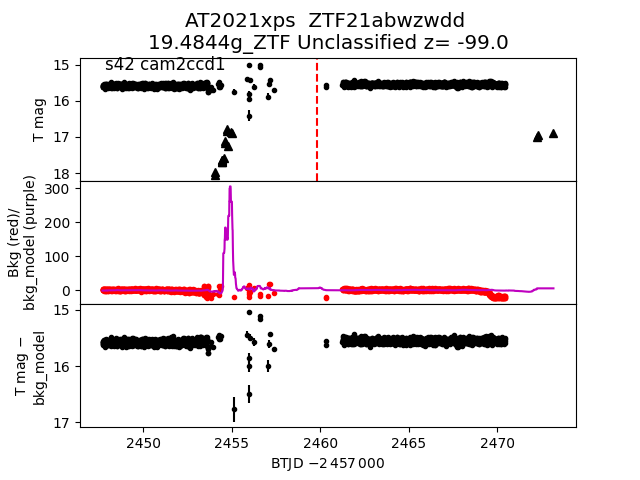 AT2021xps  ZTF21abwzwdd
19.4844g_ZTF Unclassified z= -99.0
s42 cam2ccd1
15
16
17
18
T mag
300
200
100
0
Bkg (red)/
bkg_model (purple)
15
16
17
T mag −
bkg_model
2450
2455
2460
2465
2470
BTJD −2 457 000